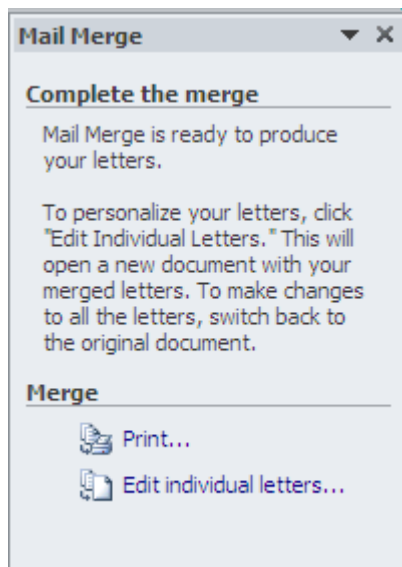 Mail Merge
Complete the merge
Mail Merge is ready to produce
your letters.
To personalize your letters, click
"Edit Individual Letters." This will
open a new document with your
merged letters. To make changes
to all the letters, switch back to
the original document.
Merge
Print...
Edit individual letters...